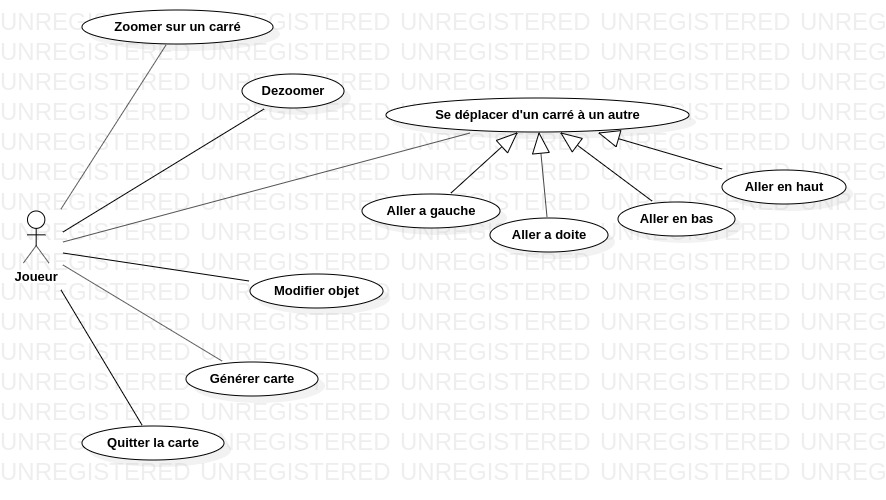 Zoomer sur un carré
Dezoomer
Se déplacer d'un carré à un autre
Aller en haut
Aller a gauche
Aller en bas
Aller a doite
Joueur
Modifier objet
Générer carte
Quitter la carte
UNREGISTERED UNREGISTERED UNREGISTERED UNREGISTERED UNREG